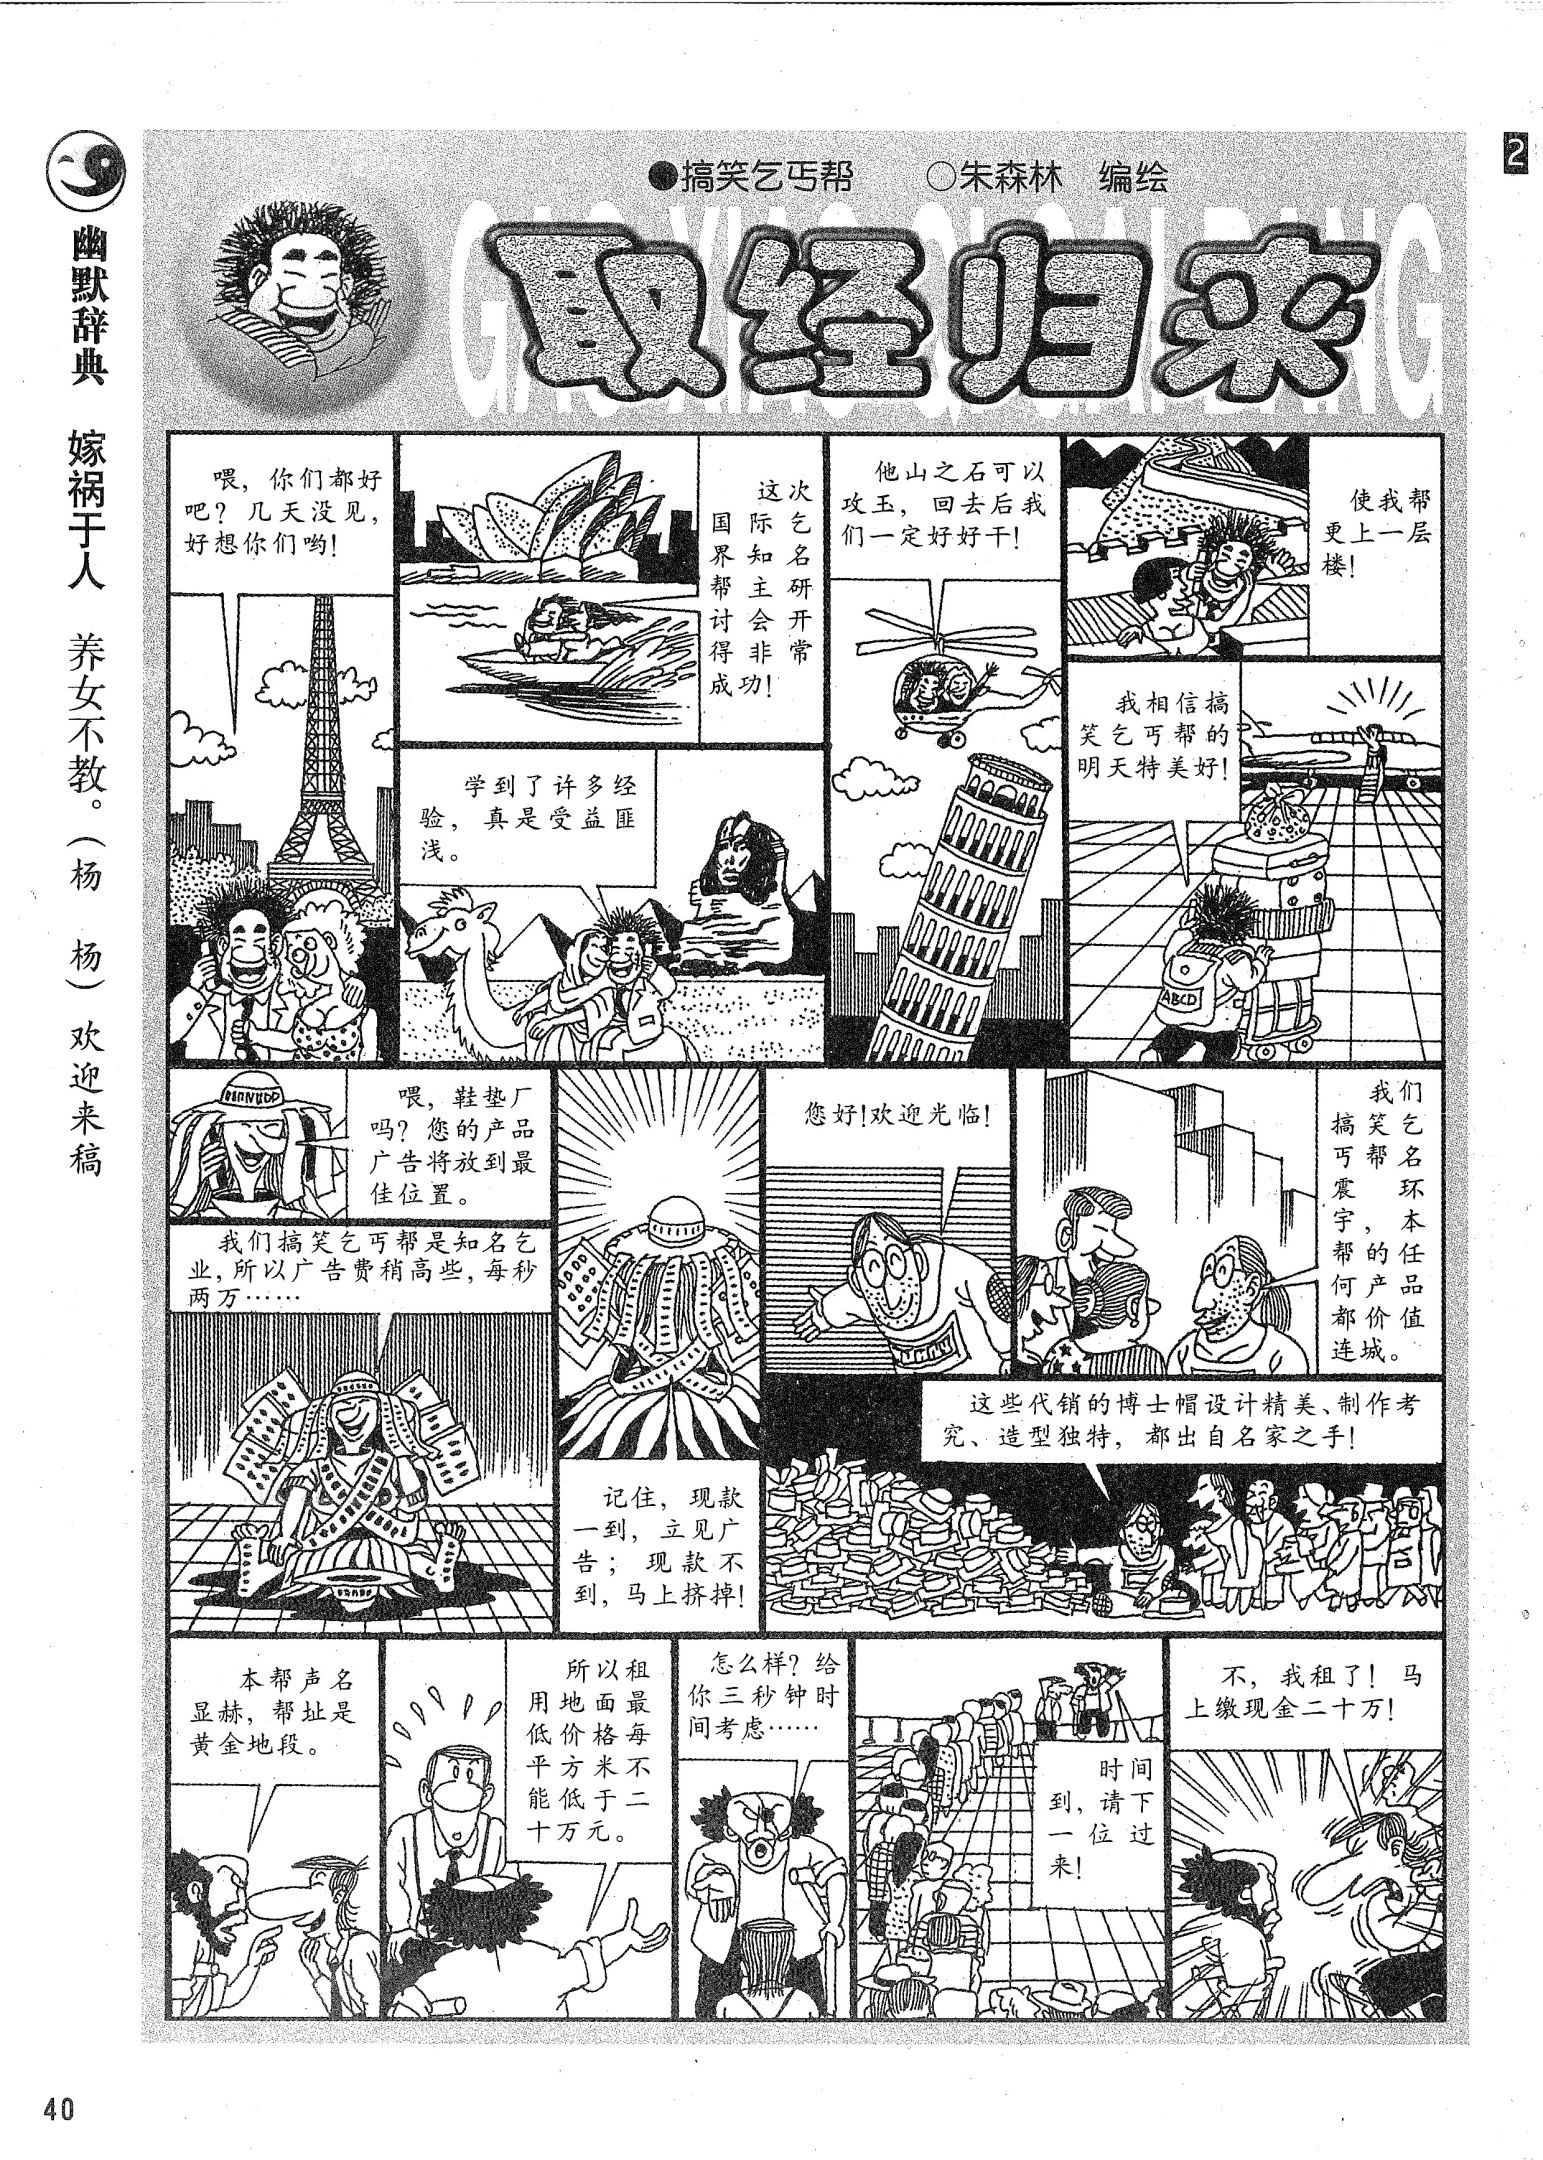 ●搞笑乞丐帮 ○朱森林 编绘
GAO XIAO QI GAI BANG
取经归来
幽默辞典 嫁祸于人 养女不教。（杨 杨）欢迎来稿
2
喂，你们都好
吧？几天没见，
好想你们哟！
这次
国际乞
界知名
帮主研
讨会开
得非常
成功！
学到了许多经
验，真是受益匪
浅。
他山之石可以
攻玉，回去后我
们一定好好干！
使我帮
更上一层
楼！
我相信搞
笑乞丐帮的
明天特美好！
ABCD
喂，鞋垫厂
吗？您的产品
广告将放到最
佳位置。
我们搞笑乞丐帮是知名乞
业，所以广告费稍高些，每秒
两万……
记住，现款
一到，立见广
告；现款不
到，马上挤掉！
您好！欢迎光临！
我们
搞笑乞
丐帮名
震环
宇，本
帮的任
何产品
都价值
连城。
这些代销的博士帽设计精美、制作考
究、造型独特，都出自名家之手！
本帮声名
显赫，帮址是
黄金地段。
所以租
用地面最
低价格每
平方米不
能低于二
十万元。
怎么样？给
你三秒钟时
间考虑……
时间
到，请下
一位过
来！
不，我租了！马
上缴现金二十万！
40